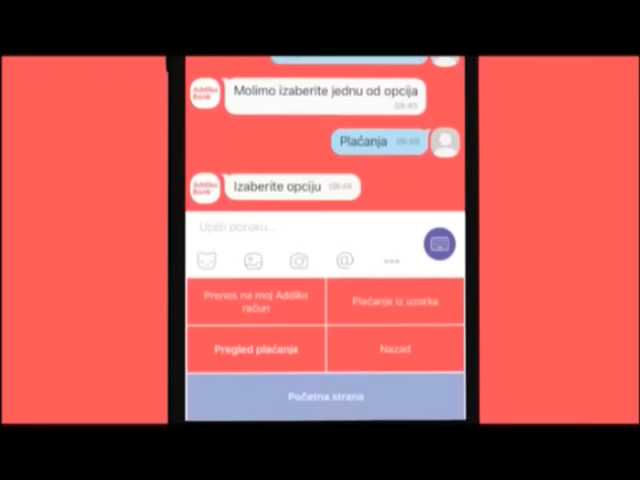 Addiko Bank
Molimo izaberite jednu od opcija
09:45
Plaćanja 09:45
Addiko Bank
Izaberite opciju 09:45
Upiši poruku...
Prenos na moj Addiko
račun
Plaćanje iz uzorka
Pregled plaćanja
Nazad
Početna strana